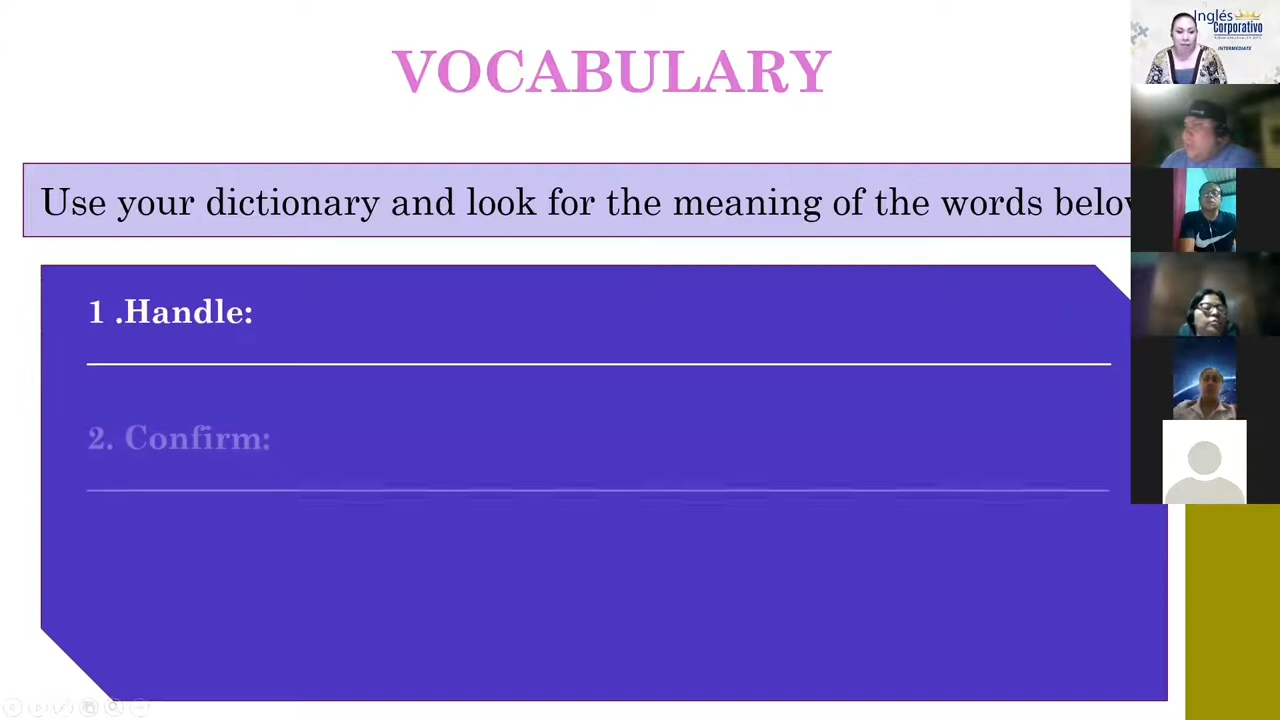 VOCABULARY
Inglés
Corporativo
INTERMEDIATE
Use your dictionary and look for the meaning of the words belov
1 .Handle:
2. Confirm: